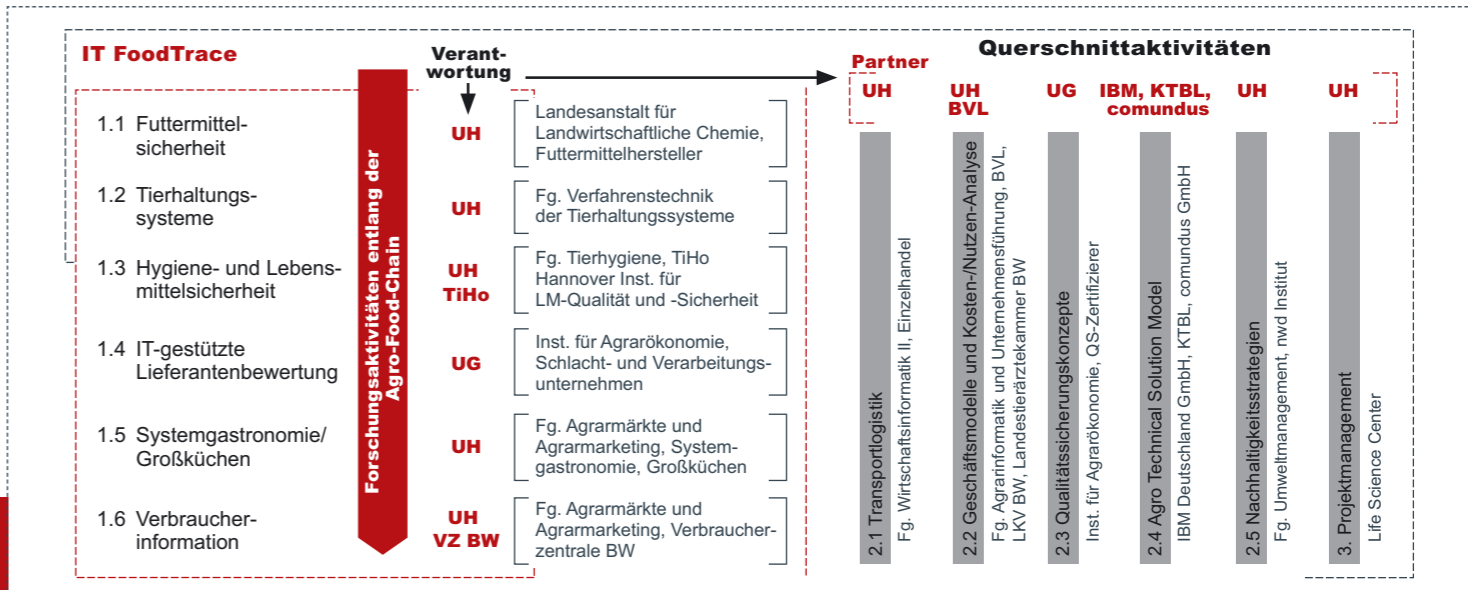 IT FoodTrace
Verant-
wortung
Querschnittaktivitäten
Partner
UH
UH
BVL
UG
IBM, KTBL,
comundus
UH
UH
Forschungsaktivitäten entlang der
Agro-Food-Chain
1.1 Futtermittel-
sicherheit
UH
Landesanstalt für
Landwirtschaftliche Chemie,
Futtermittelhersteller
1.2 Tierhaltungs-
systeme
UH
Fg. Verfahrenstechnik
der Tierhaltungssysteme
1.3 Hygiene- und Lebens-
mittelsicherheit
UH
TiHo
Fg. Tierhygiene, TiHo
Hannover Inst. für
LM-Qualität und -Sicherheit
1.4 IT-gestützte
Lieferantenbewertung
UG
Inst. für Agrarökonomie,
Schlacht- und Verarbeitungs-
unternehmen
1.5 Systemgastronomie/
Großküchen
UH
Fg. Agrarmärkte und
Agrarmarketing, System-
gastronomie, Großküchen
1.6 Verbraucher-
information
UH
VZ BW
Fg. Agrarmärkte und
Agrarmarketing, Verbraucher-
zentrale BW
2.1 Transportlogistik
Fg. Wirtschaftsinformatik II, Einzelhandel
2.2 Geschäftsmodelle und Kosten-/Nutzen-Analyse
Fg. Agrarinformatik und Unternehmensführung, BVL,
LKV BW, Landestierärztekammer BW
2.3 Qualitätssicherungskonzepte
Inst. für Agrarökonomie, QS-Zertifizierer
2.4 Agro Technical Solution Model
IBM Deutschland GmbH, KTBL, comundus GmbH
2.5 Nachhaltigkeitsstrategien
Fg. Umweltmanagement, nwd Institut
3. Projektmanagement
Life Science Center